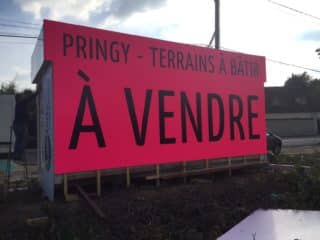 PRINGY - TERRAINS À BÂTIR
À VENDRE